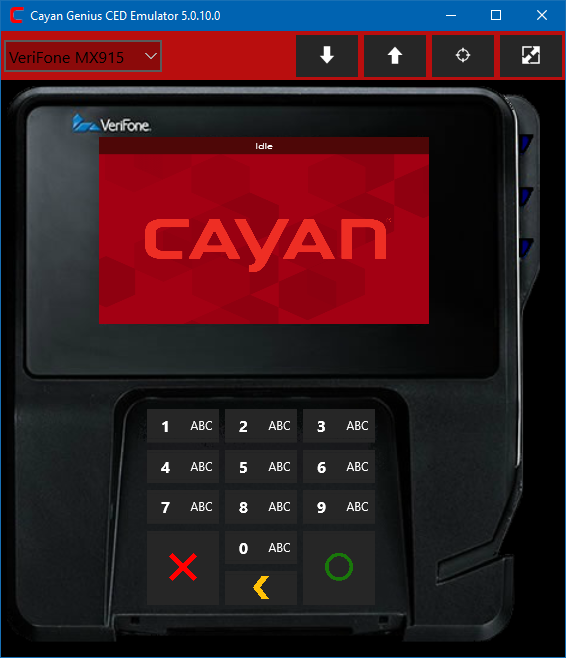 Cayan Genius CED Emulator 5.0.10.0
VeriFone MX915
VeriFone.
Idle
CAYAN
1 ABC 2 ABC 3 ABC
4 ABC 5 ABC 6 ABC
7 ABC 8 ABC 9 ABC
0 ABC